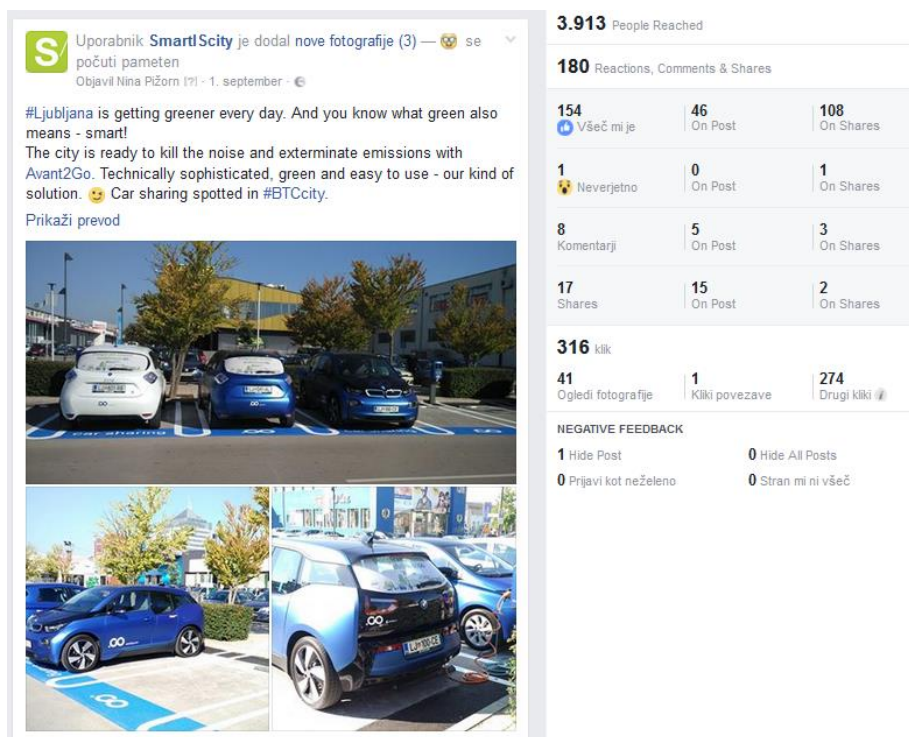 Uporabnik SmartIScity je dodal nove fotografije (3) — 🤓 se
počuti pameten
Objavil Nina Pižorn [?] · 1. september ·
#Ljubljana is getting greener every day. And you know what green also
means - smart!
The city is ready to kill the noise and exterminate emissions with
Avant2Go. Technically sophisticated, green and easy to use - our kind of
solution. 😉 Car sharing spotted in #BTCcity.
Prikaži prevod
car sharing
LJ-100-CE
3.913 People Reached
180 Reactions, Comments & Shares
154 46 108
Všeč mi je On Post On Shares
1 0 1
Neverjetno On Post On Shares
8 5 3
Komentarji On Post On Shares
17 15 2
Shares On Post On Shares
316 klik
41 1 274
Ogledi fotografije Kliki povezave Drugi kliki
NEGATIVE FEEDBACK
1 Hide Post 0 Hide All Posts
0 Prijavi kot neželeno 0 Stran mi ni všeč